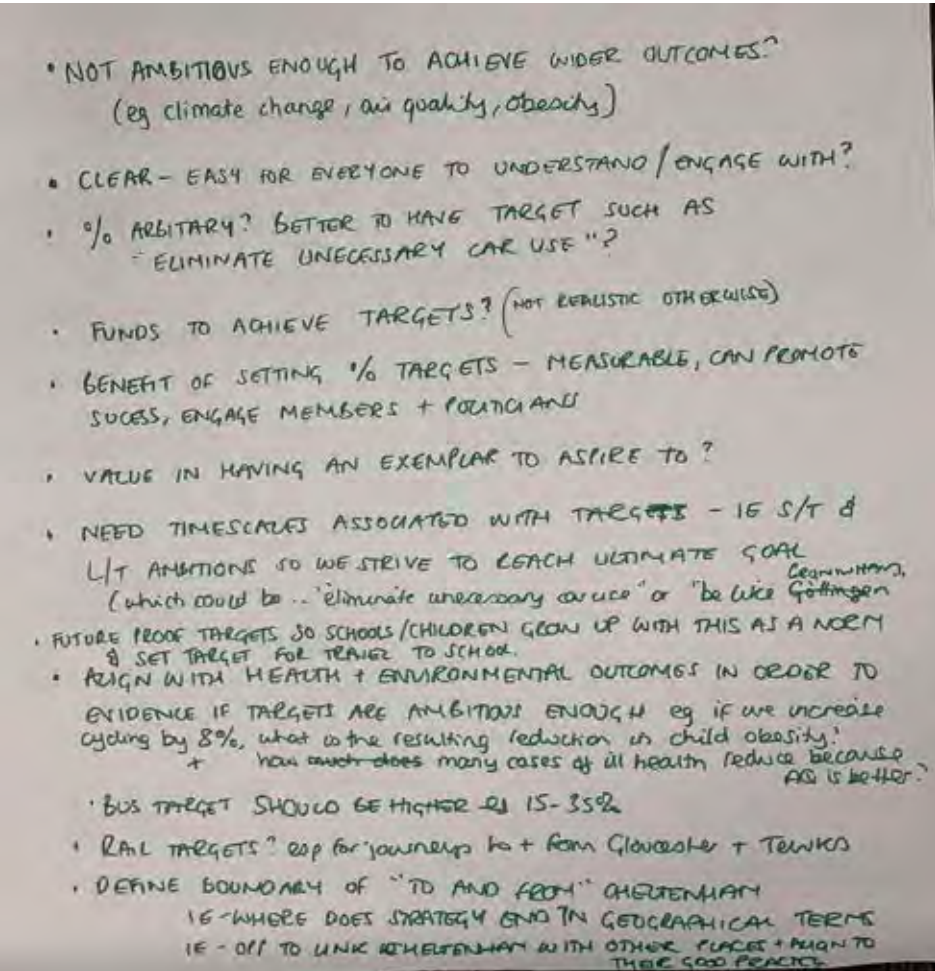 • NOT AMBITIOUS ENOUGH TO ACHIEVE WIDER OUTCOMES?
(eg climate change, air quality, obesity)
• CLEAR - EASY FOR EVERYONE TO UNDERSTAND / ENGAGE WITH?
• % ARBITARY? BETTER TO HAVE TARGET SUCH AS
"ELIMINATE UNECESSARY CAR USE"?
• FUNDS TO ACHIEVE TARGETS? (NOT REALISTIC OTHERWISE)
• BENEFIT OF SETTING % TARGETS - MEASURABLE, CAN PROMOTE
SUCESS, ENGAGE MEMBERS + POLITICIANS
• VALUE IN HAVING AN EXEMPLAR TO ASPIRE TO?
• NEED TIMESCALES ASSOCIATED WITH TARGETS - IE S/T &
L/T AMBITIONS SO WE STRIVE TO REACH ULTIMATE GOAL
(which could be .. "eliminate unecessary car use" or "be like Göttingen
• FUTURE PROOF TARGETS SO SCHOOLS/CHILDREN GROW UP WITH THIS AS A NORM
& SET TARGET FOR TRAVEL TO SCHOOL.
• ALIGN WITH HEALTH + ENVIRONMENTAL OUTCOMES IN ORDER TO
EVIDENCE IF TARGETS ARE AMBITIOUS ENOUGH eg if we increase
cycling by 8%, what is the resulting reduction in child obesity?
+ how much does many cases of ill health reduce because
AQ is better?
• BUS TARGET SHOULD BE HIGHER eg 15-35%
• RAIL TARGETS? esp for journeys to + from Gloucester + Tewks
• DEFINE BOUNDARY OF "TO AND FROM" CHELTENHAM
IE - WHERE DOES STRATEGY END IN GEOGRAPHICAL TERMS
IE - OPP TO LINK CHELTENHAM WITH OTHER PLACES + ALIGN TO
THEIR GOOD PRACTICE